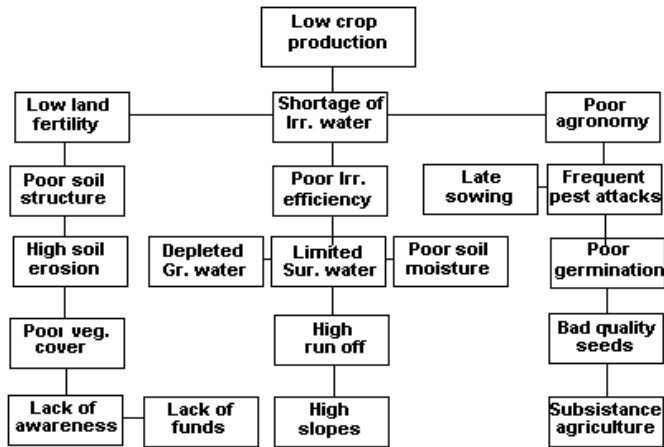 Low crop
production
Low land
fertility
Shortage of
Irr. water
Poor
agronomy
Poor soil
structure
Poor Irr.
efficiency
Late
sowing
Frequent
pest attacks
High soil
erosion
Depleted
Gr. water
Limited
Sur. water
Poor soil
moisture
Poor
germination
Poor veg.
cover
High
run off
Bad quality
seeds
Lack of
awareness
Lack of
funds
High
slopes
Subsistance
agriculture